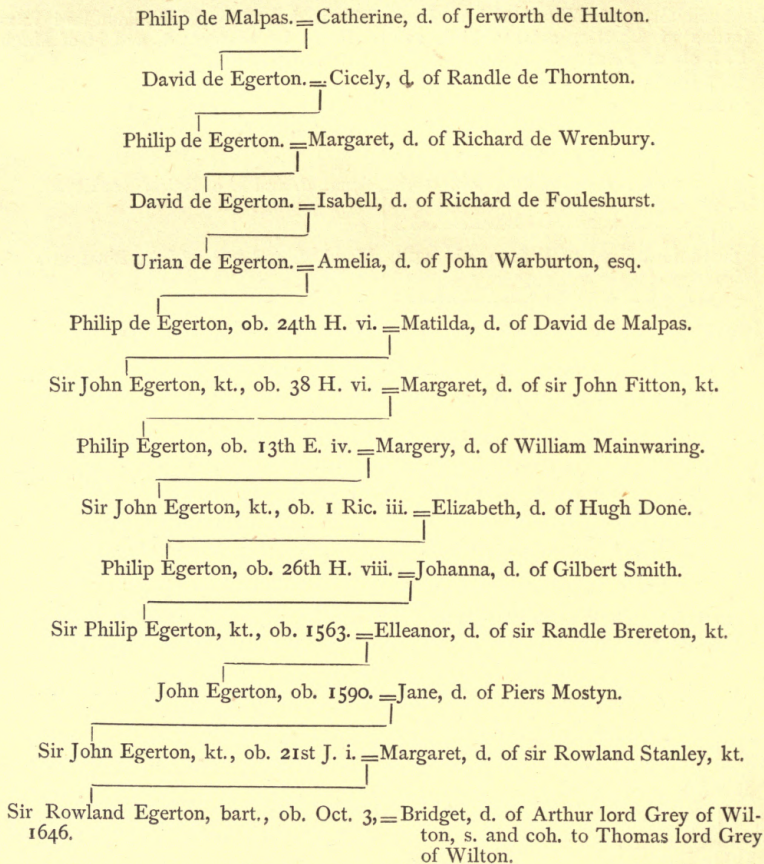 Philip de Malpas.=Catherine, d. of Jerworth de Hulton.
David de Egerton.=Cicely, d. of Randle de Thornton.
Philip de Egerton.=Margaret, d. of Richard de Wrenbury.
David de Egerton.=Isabell, d. of Richard de Fouleshurst.
Urian de Egerton.=Amelia, d. of John Warburton, esq.
Philip de Egerton, ob. 24th H. vi.=Matilda, d. of David de Malpas.
Sir John Egerton, kt., ob. 38 H. vi.=Margaret, d. of sir John Fitton, kt.
Philip Egerton, ob. 13th E. iv.=Margery, d. of William Mainwaring.
Sir John Egerton, kt., ob. 1 Ric. iii.=Elizabeth, d. of Hugh Done.
Philip Egerton, ob. 26th H. viii.=Johanna, d. of Gilbert Smith.
Sir Philip Egerton, kt., ob. 1563.=Elleanor, d. of sir Randle Brereton, kt.
John Egerton, ob. 1590.=Jane, d. of Piers Mostyn.
Sir John Egerton, kt., ob. 21st J. i.=Margaret, d. of sir Rowland Stanley, kt.
Sir Rowland Egerton, bart., ob. Oct. 3,=Bridget, d. of Arthur lord Grey of Wil-
1646. ton, s. and coh. to Thomas lord Grey
of Wilton.